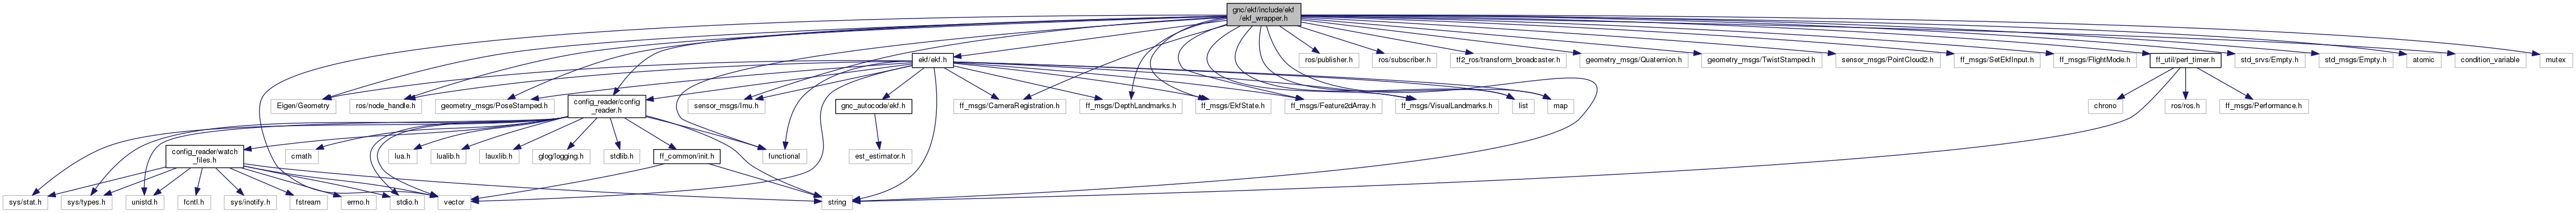 gnc/ekf/include/ekf
/ekf_wrapper.h
ekf/ekf.h
ros/publisher.h
ros/subscriber.h
tf2_ros/transform_broadcaster.h
geometry_msgs/Quaternion.h
geometry_msgs/TwistStamped.h
sensor_msgs/PointCloud2.h
ff_msgs/SetEkfInput.h
ff_msgs/FlightMode.h
ff_util/perf_timer.h
std_srvs/Empty.h
std_msgs/Empty.h
atomic
condition_variable
mutex
Eigen/Geometry
ros/node_handle.h
geometry_msgs/PoseStamped.h
config_reader/config
_reader.h
sensor_msgs/Imu.h
gnc_autocode/ekf.h
ff_msgs/CameraRegistration.h
ff_msgs/DepthLandmarks.h
ff_msgs/EkfState.h
ff_msgs/Feature2dArray.h
ff_msgs/VisualLandmarks.h
list
map
chrono
ros/ros.h
ff_msgs/Performance.h
config_reader/watch
_files.h
cmath
lua.h
lualib.h
lauxlib.h
glog/logging.h
stdlib.h
ff_common/init.h
functional
est_estimator.h
sys/stat.h
sys/types.h
unistd.h
fcntl.h
sys/inotify.h
fstream
errno.h
stdio.h
vector
string